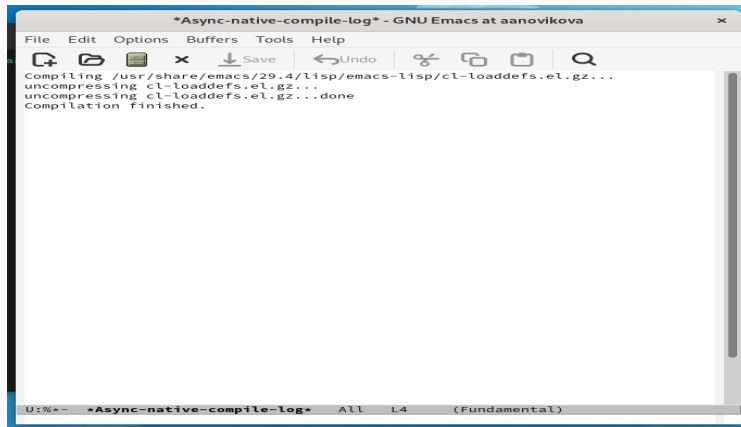 *Async-native-compile-log* - GNU Emacs at aanovikova
File Edit Options Buffers Tools Help
Save Undo
Compiling /usr/share/emacs/29.4/lisp/emacs-lisp/cl-loaddefs.el.gz...
uncompressing cl-loaddefs.el.gz...
uncompressing cl-loaddefs.el.gz...done
Compilation finished.
U:%*- *Async-native-compile-log* All L4 (Fundamental)